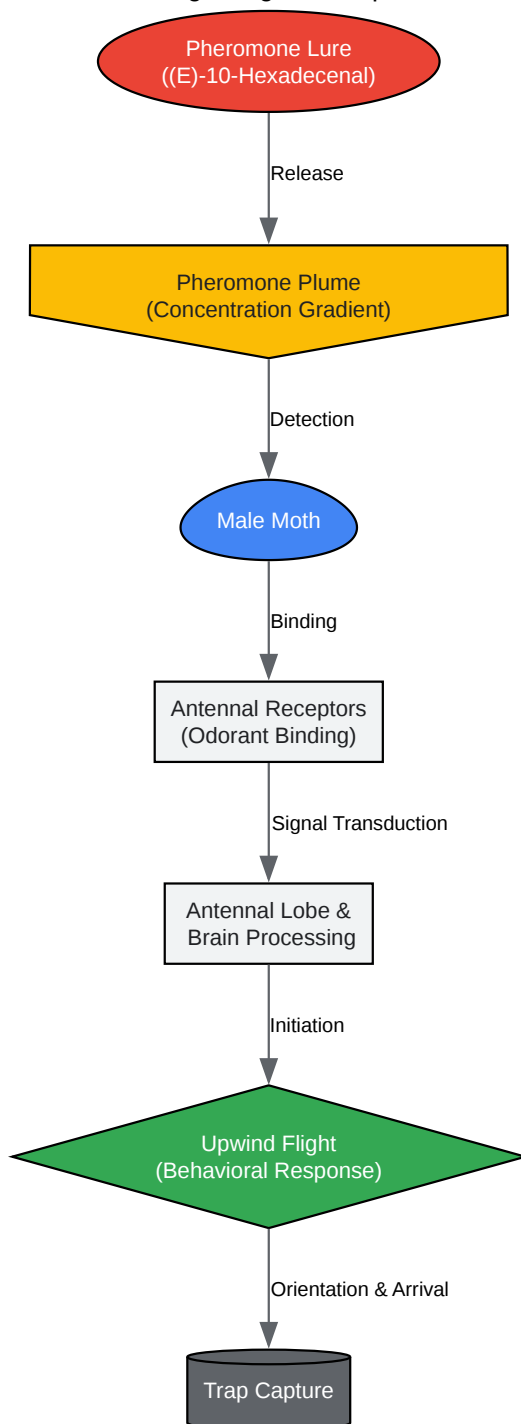 Pheromone Lure
((E)-10-Hexadecenal)
Release
Pheromone Plume
(Concentration Gradient)
Detection
Male Moth
Binding
Antennal Receptors
(Odorant Binding)
Signal Transduction
Antennal Lobe &
Brain Processing
Initiation
Upwind Flight
(Behavioral Response)
Orientation & Arrival
Trap Capture